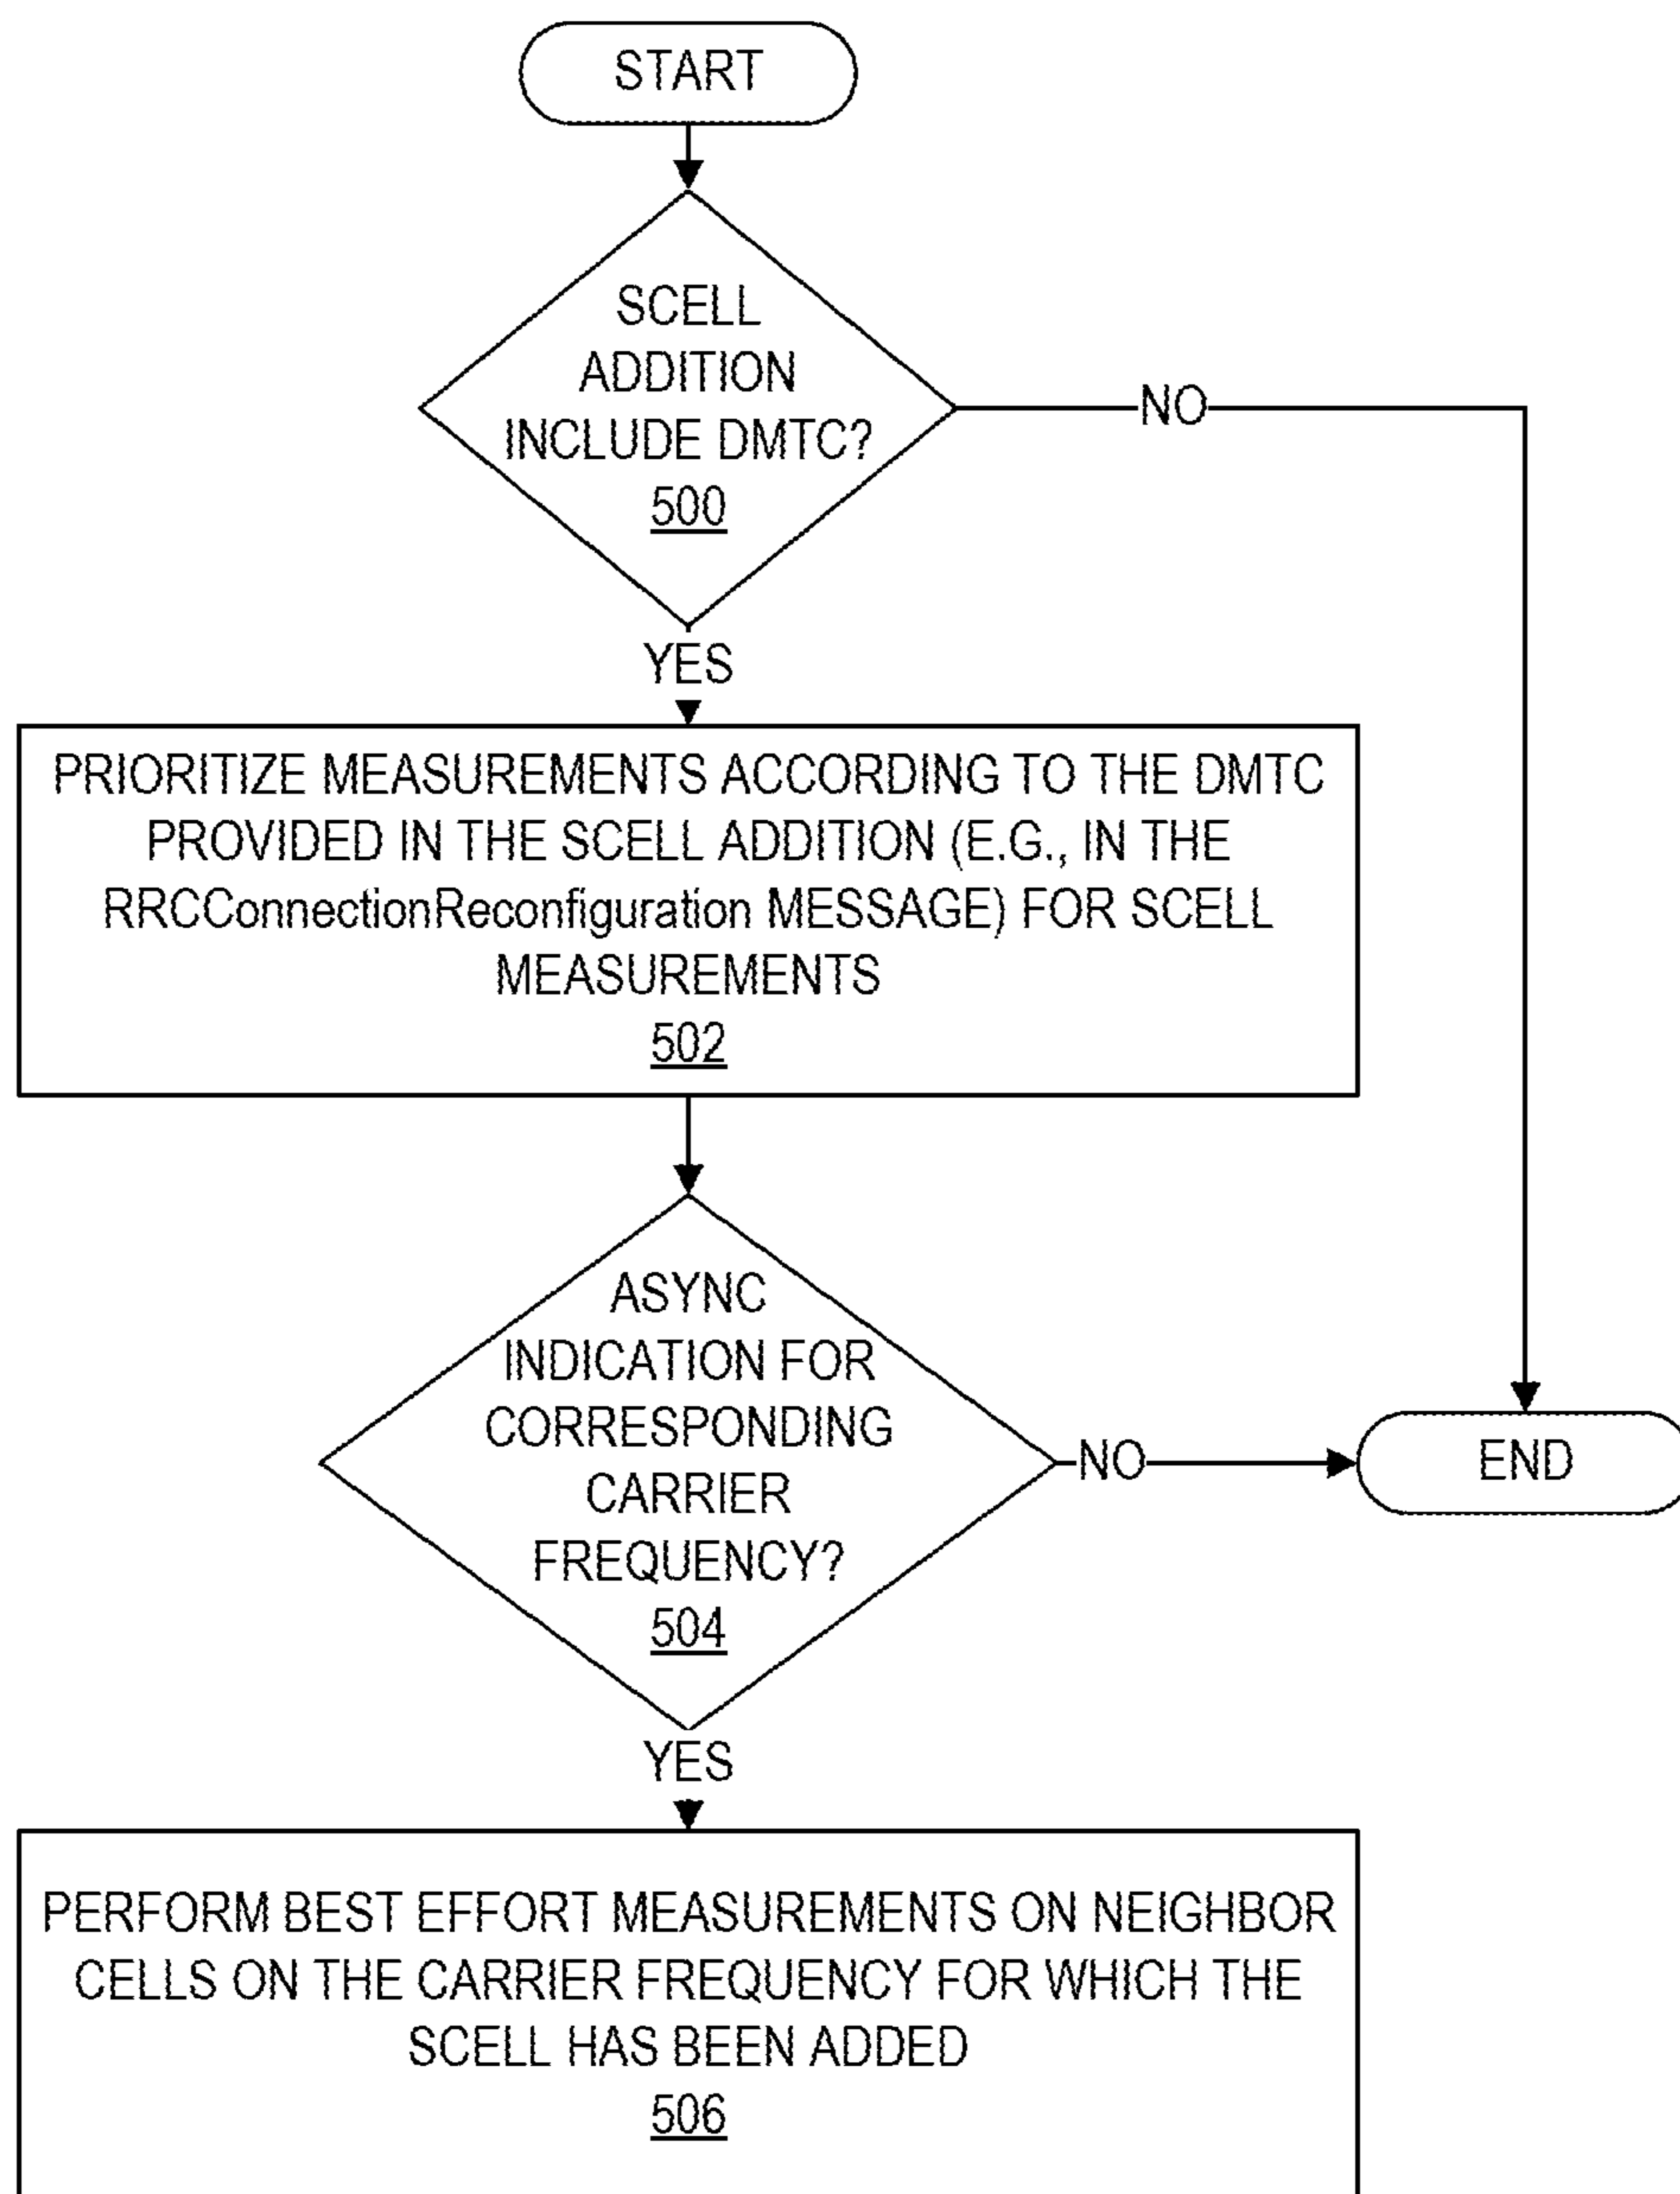 START
SCELL
ADDITION
INCLUDE DMTC?
500
NO
YES
PRIORITIZE MEASUREMENTS ACCORDING TO THE DMTC
PROVIDED IN THE SCELL ADDITION (E.G., IN THE
RRCConnectionReconfiguration MESSAGE) FOR SCELL
MEASUREMENTS
502
ASYNC
INDICATION FOR
CORRESPONDING
CARRIER
FREQUENCY?
504
NO
END
YES
PERFORM BEST EFFORT MEASUREMENTS ON NEIGHBOR
CELLS ON THE CARRIER FREQUENCY FOR WHICH THE
SCELL HAS BEEN ADDED
506